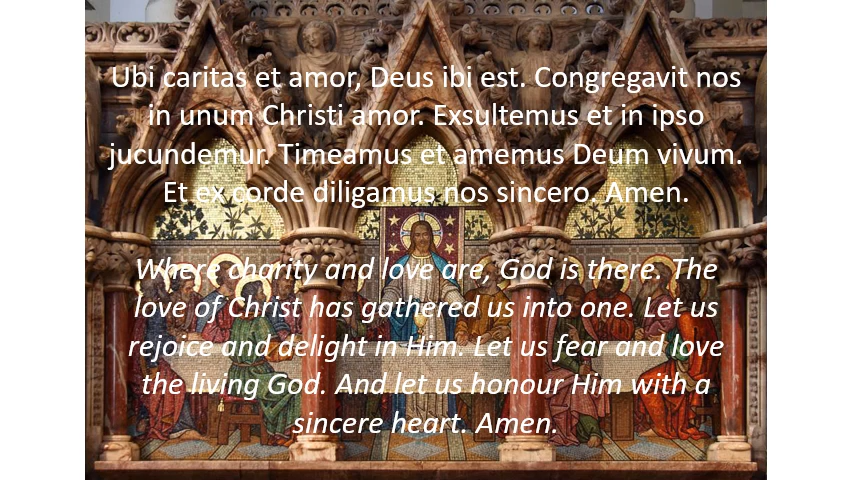 Ubi caritas et amor, Deus ibi est. Congregavit nos
in unum Christi amor. Exsultemus et in ipso
jucundemur. Timeamus et amemus Deum vivum.
Et ex corde diligamus nos sincero. Amen.
Where charity and love are, God is there. The
love of Christ has gathered us into one. Let us
rejoice and delight in Him. Let us fear and love
the living God. And let us honour Him with a
sincere heart. Amen.